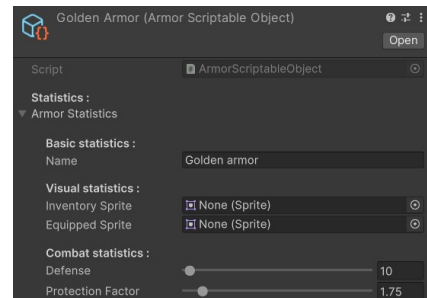 Golden Armor (Armor Scriptable Object)
Open
Script ArmorScriptableObject
Statistics :
Armor Statistics
Basic statistics :
Name Golden armor
Visual statistics :
Inventory Sprite None (Sprite)
Equipped Sprite None (Sprite)
Combat statistics :
Defense 10
Protection Factor 1.75